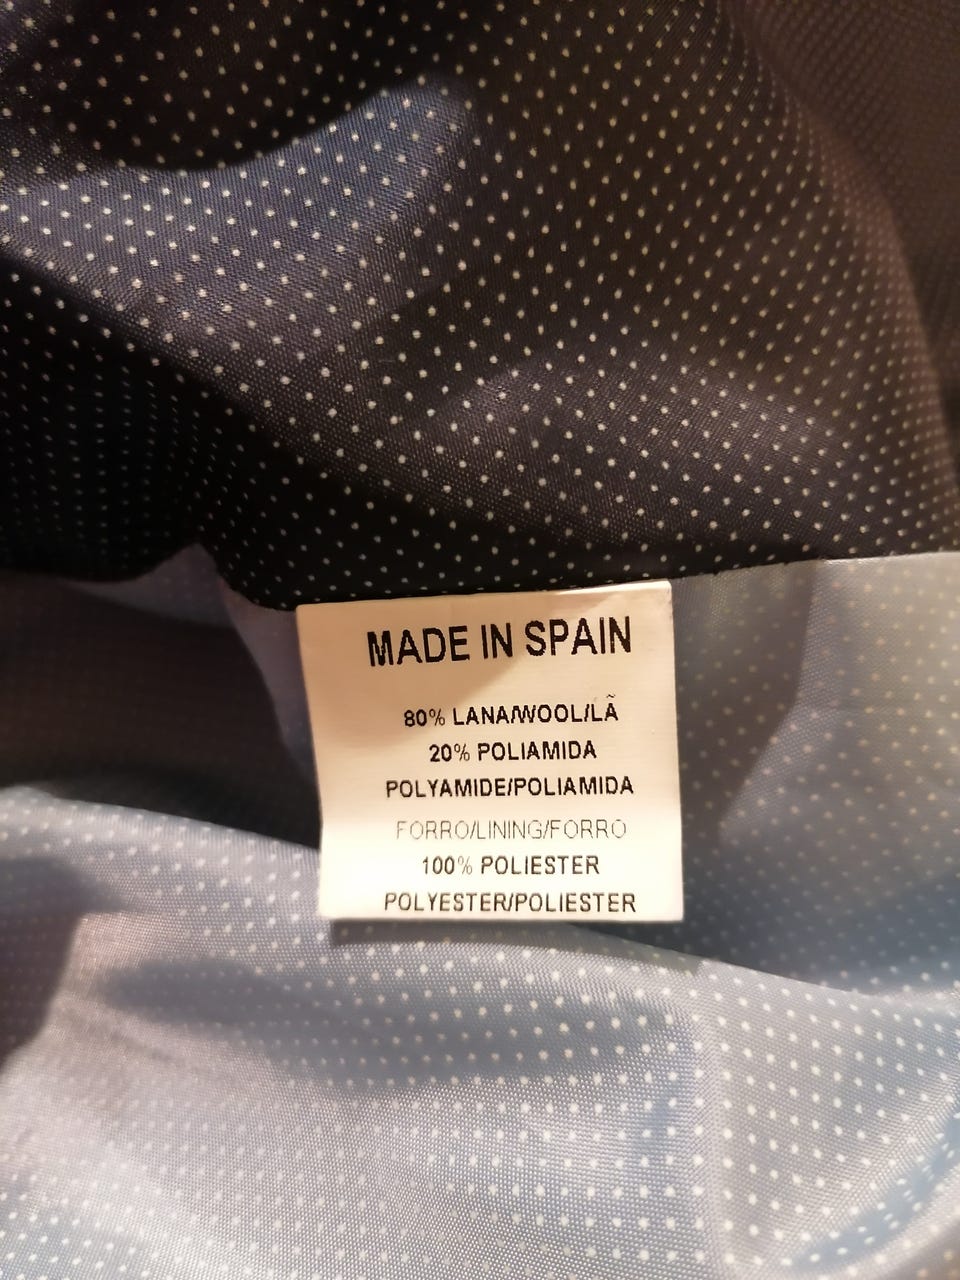 MADE IN SPAIN
80% LANA/WOOL/LÃ
20% POLIAMIDA
POLYAMIDE/POLIAMIDA
FORRO/LINING/FORRO
100% POLIESTER
POLYESTER/POLIESTER